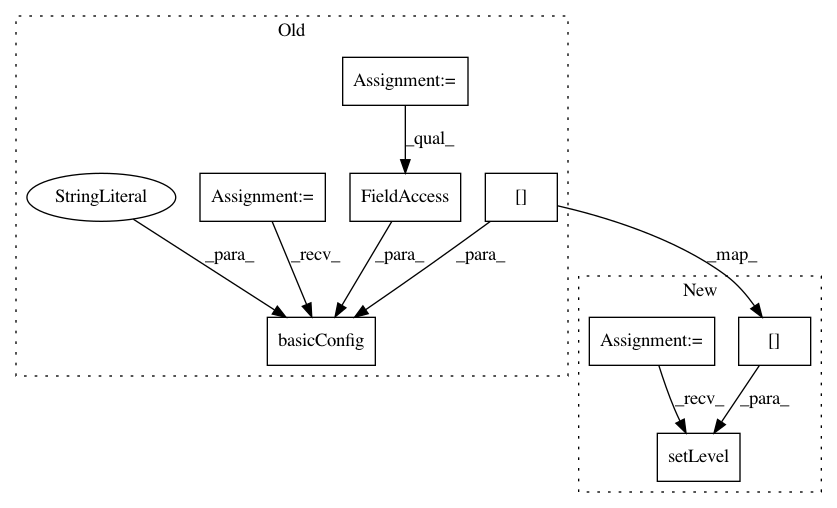 Old
Assignment:=
_qual_
StringLiteral
Assignment:=
FieldAccess
[]
_para_
_recv_
_para_
_para_
_map_
basicConfig
New
Assignment:=
[]
_recv_
_para_
setLevel